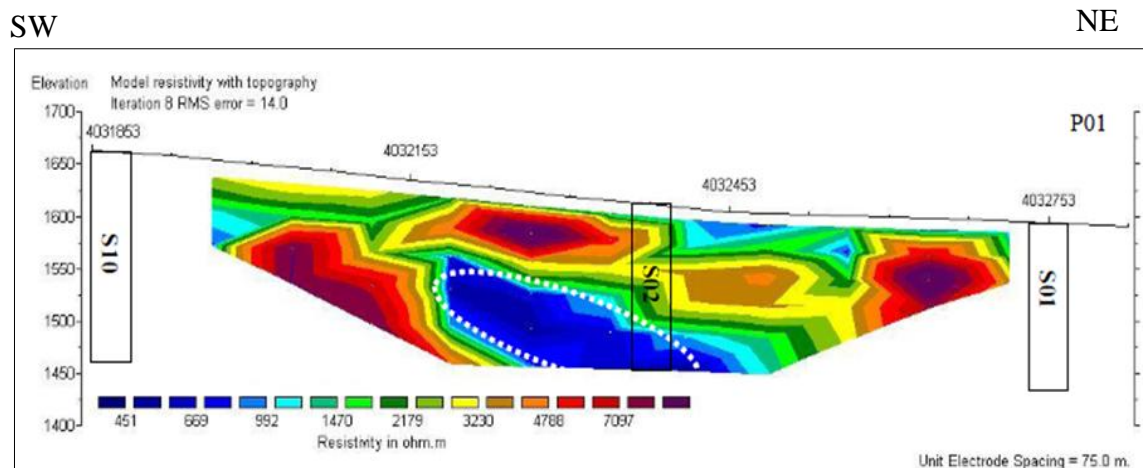 SW
NE
Elevation
Model resistivity with topography
Iteration 8 RMS error = 14.0
P01
1700
4031853
1650
4032153
4032453
4032753
1600
S10
S02
S01
1550
1500
1450
1400
451 669 992 1470 2179 3230 4788 7097
Resistivity in ohm.m
Unit Electrode Spacing = 75.0 m.